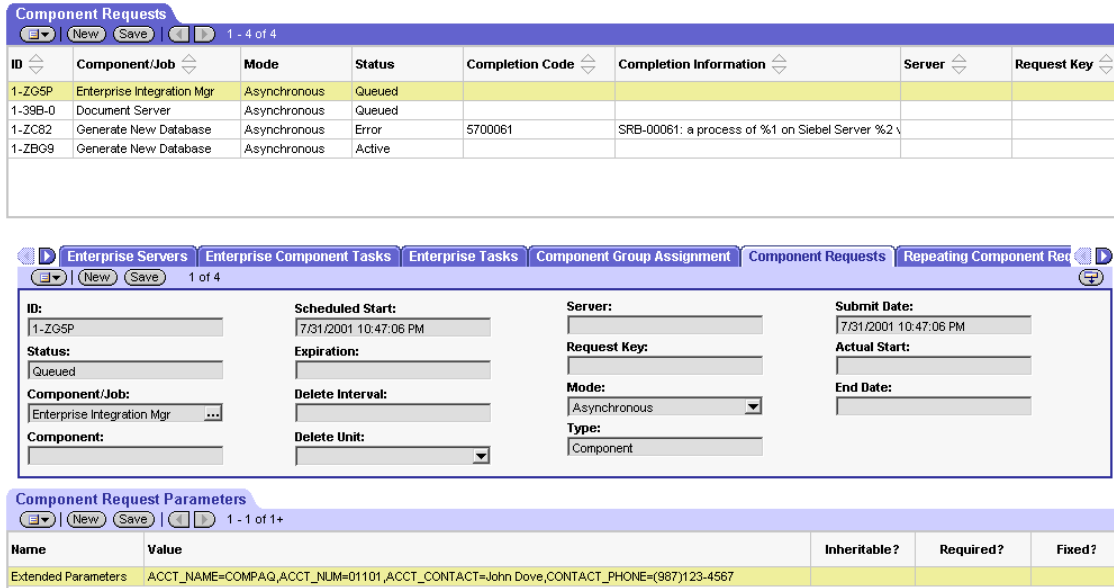 Component Requests
New Save 1 - 4 of 4
ID Component/Job Mode Status Completion Code Completion Information Server Request Key
1-ZG5P Enterprise Integration Mgr Asynchronous Queued
1-39B-0 Document Server Asynchronous Queued
1-ZC82 Generate New Database Asynchronous Error 5700061 SRB-00061: a process of %1 on Siebel Server %2 v
1-ZBG9 Generate New Database Asynchronous Active
Enterprise Servers Enterprise Component Tasks Enterprise Tasks Component Group Assignment Component Requests Repeating Component Req
New Save 1 of 4
ID: Scheduled Start: Server: Submit Date:
1-ZG5P 7/31/2001 10:47:06 PM 7/31/2001 10:47:06 PM
Status: Expiration: Request Key: Actual Start:
Queued
Component/Job: Delete Interval: Mode: End Date:
Enterprise Integration Mgr ... Asynchronous
Component: Delete Unit: Type:
Component
Component Request Parameters
New Save 1 - 1 of 1+
Name Value Inheritable? Required? Fixed?
Extended Parameters ACCT_NAME=COMPAQ,ACCT_NUM=01101,ACCT_CONTACT=John Dove,CONTACT_PHONE=(987)123-4567